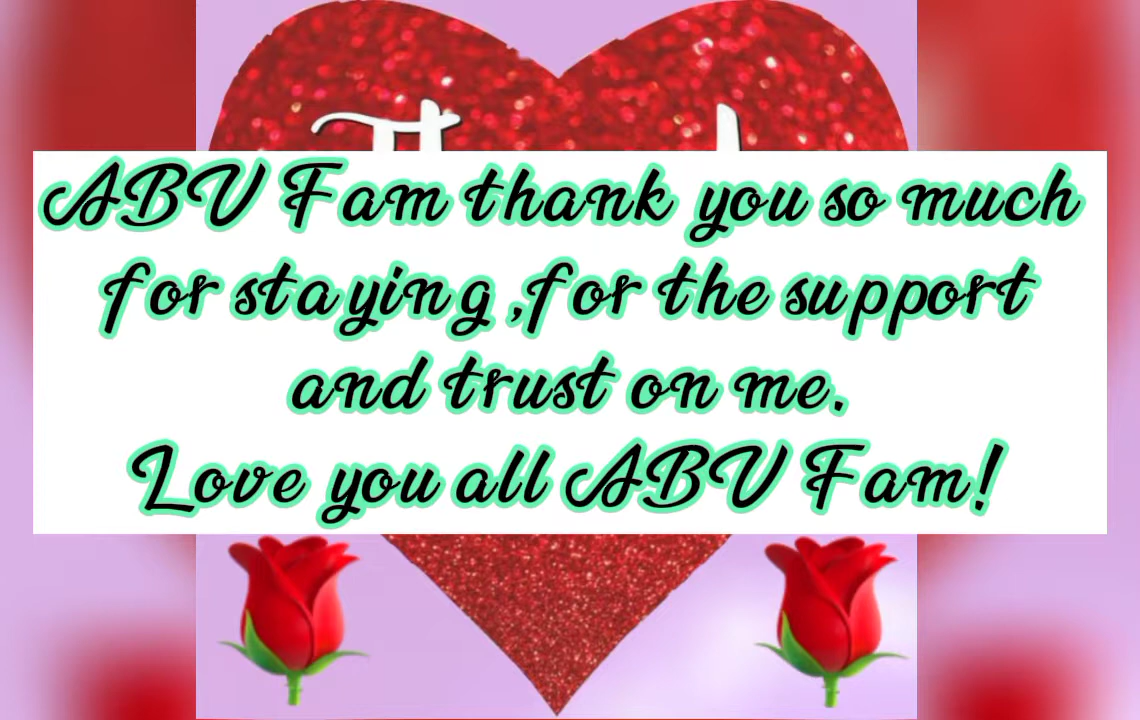 ABV Fam thank you so much
for staying ,for the support
and trust on me.
Love you all ABV Fam!